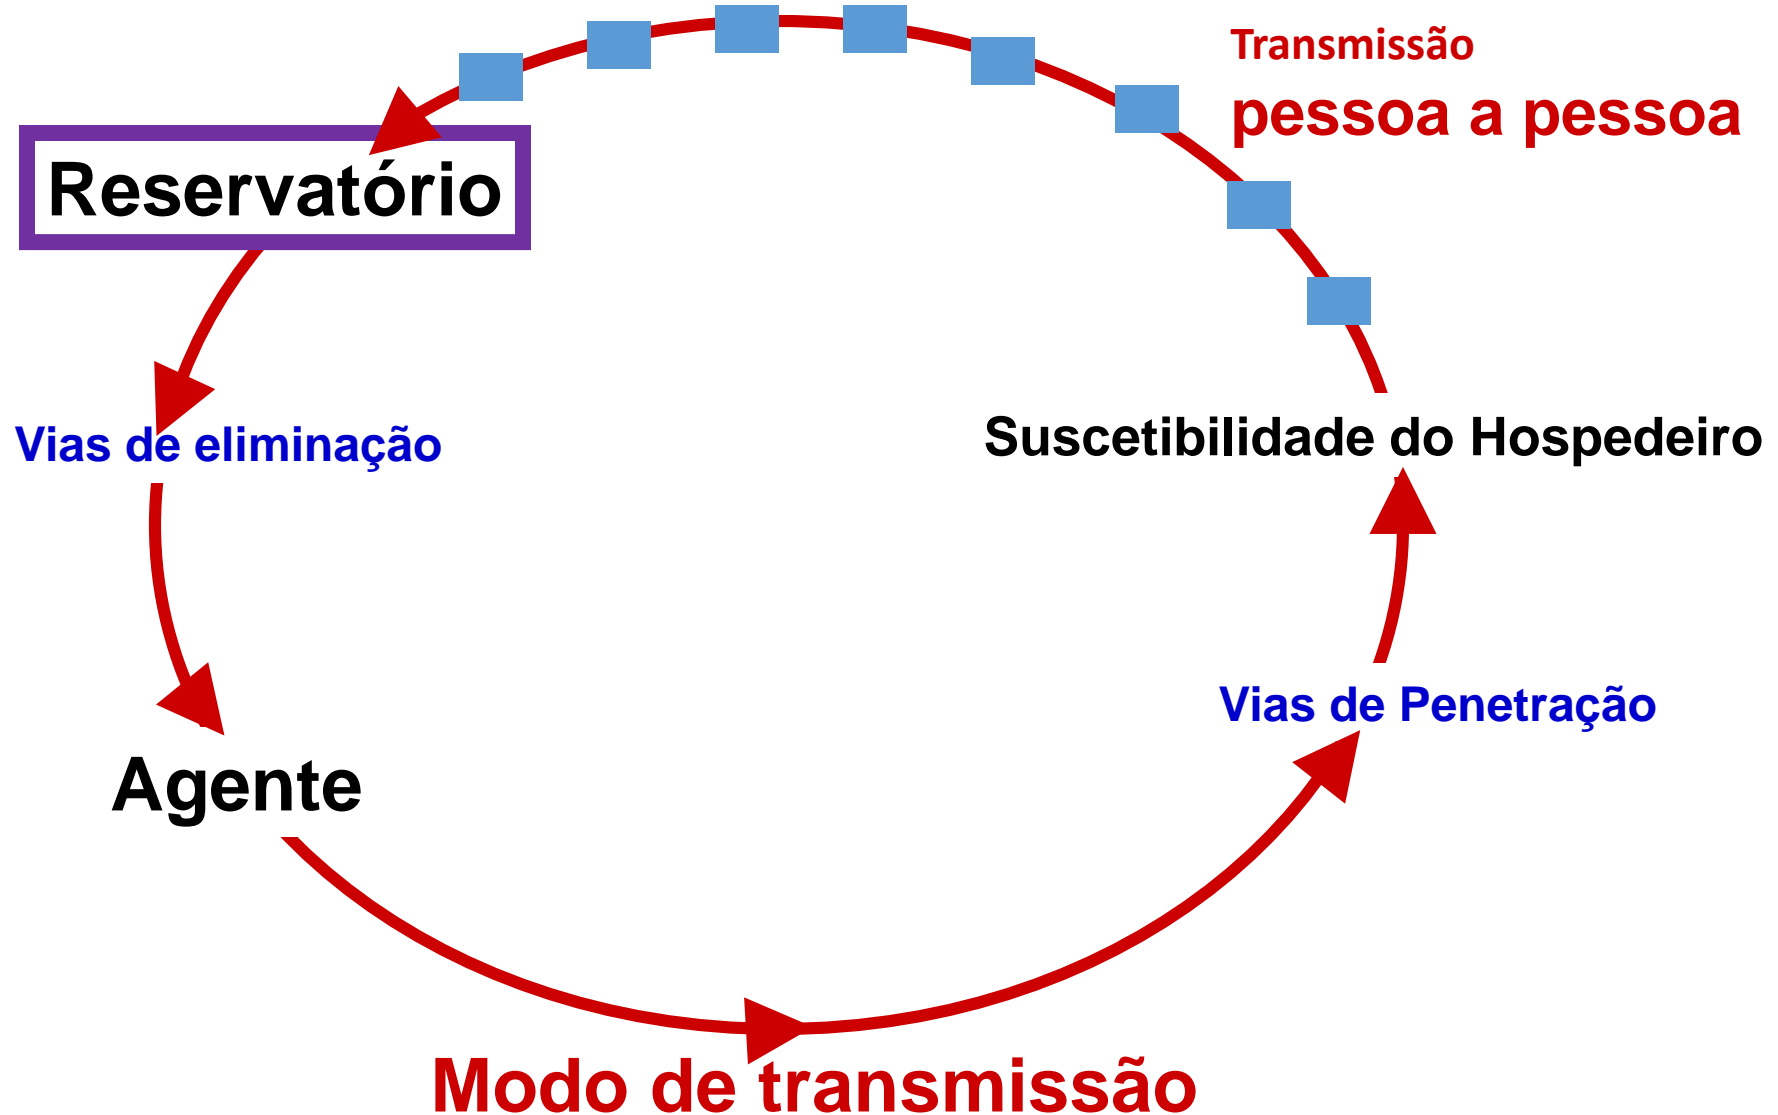 Transmissão
pessoa a pessoa
Reservatório
Vias de eliminação
Suscetibilidade do Hospedeiro
Vias de Penetração
Agente
Modo de transmissão